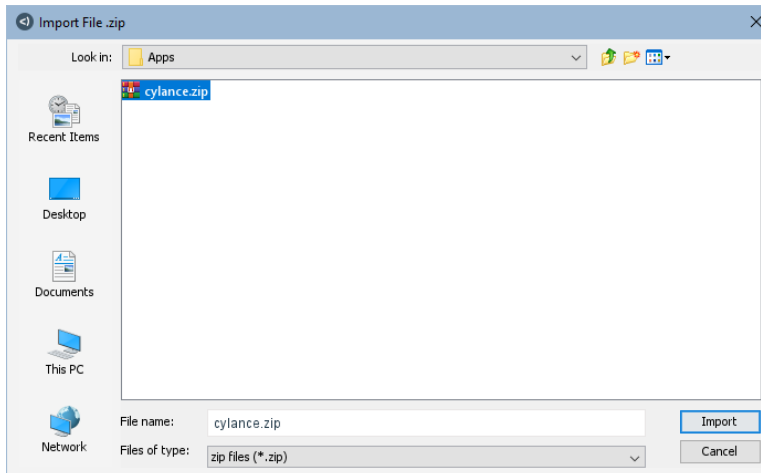 Import File .zip
Look in:
Apps
cylance.zip
Recent Items
Desktop
Documents
This PC
Network
File name:
cylance.zip
Import
Files of type:
zip files (*.zip)
Cancel